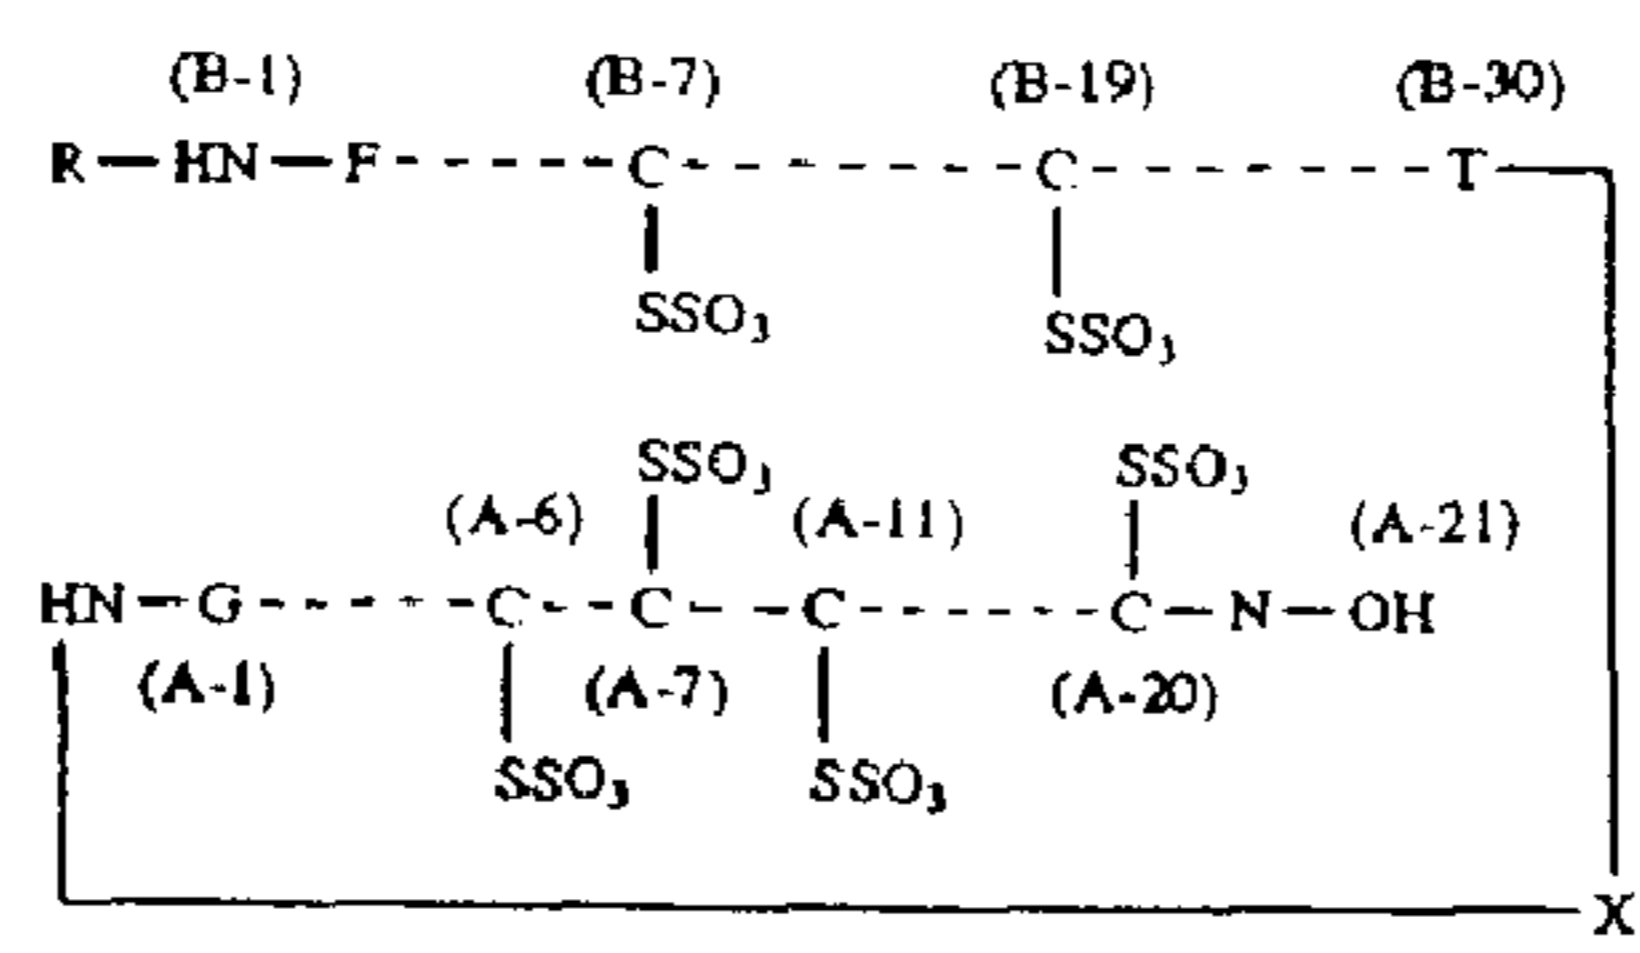 (B-1) (B-7) (B-19) (B-30)
R—HN—F-------C--------C--------T
SSO₃ SSO₃
SSO₃ SSO₃
(A-6) (A-11) (A-21)
HN—G------C---C---C------C—N—OH
(A-1) (A-7) (A-20)
SSO₃ SSO₃
X